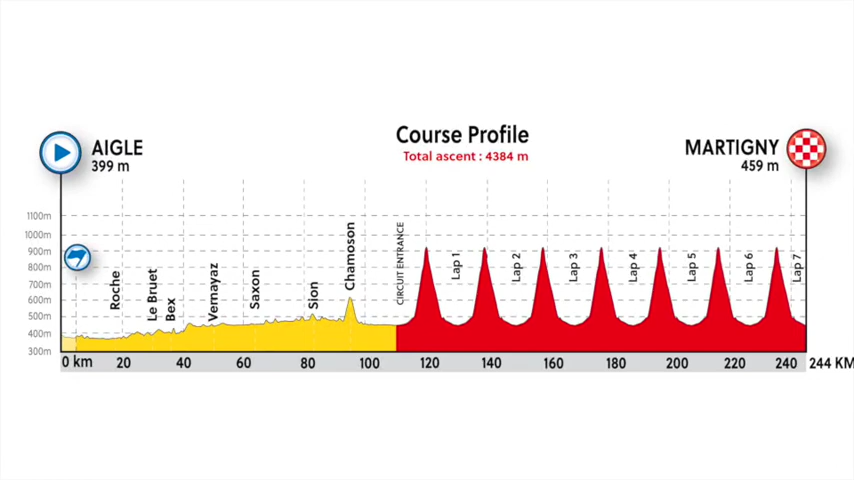 Course Profile
Total ascent : 4384 m
AIGLE
399 m
MARTIGNY
459 m
1100m
1000m
900m
800m
700m
600m
500m
400m
300m
Roche
Le Bruet
Bex
Vernayaz
Saxon
Sion
Chamoson
CIRCUIT ENTRANCE
Lap 1
Lap 2
Lap 3
Lap 4
Lap 5
Lap 6
Lap 7
0 km 20 40 60 80 100 120 140 160 180 200 220 240 244 KM